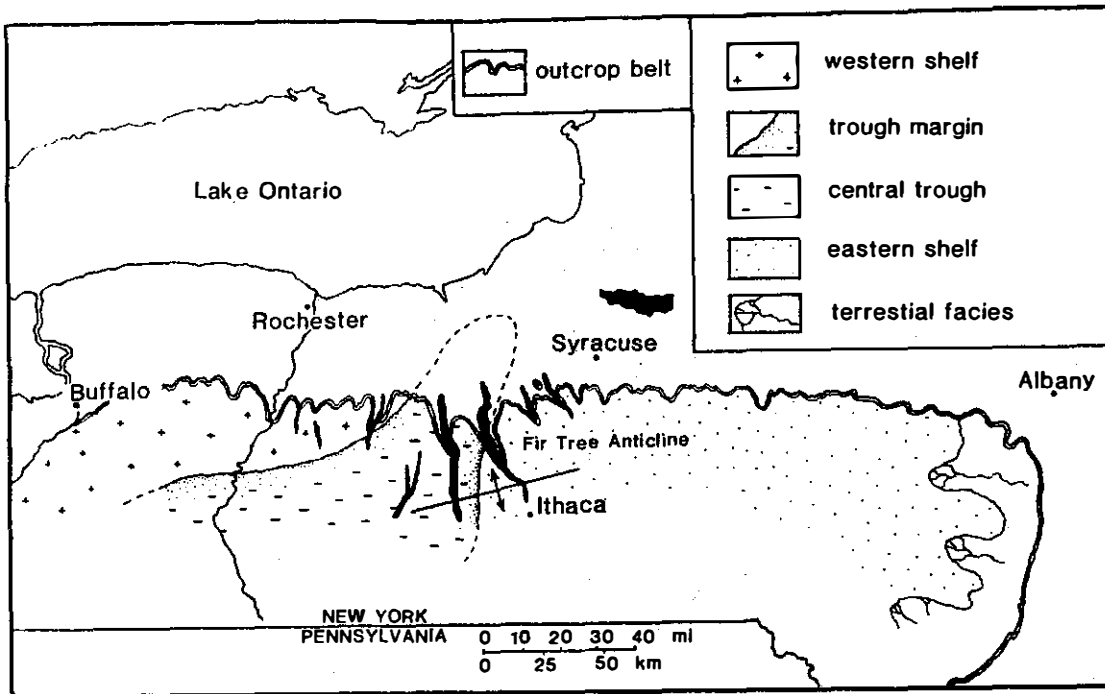 outcrop belt
western shelf
trough margin
central trough
eastern shelf
terrestial facies
Lake Ontario
Rochester
Syracuse
Buffalo
Albany
Fir Tree Anticline
Ithaca
NEW YORK
PENNSYLVANIA
0 10 20 30 40 mi
0 25 50 km